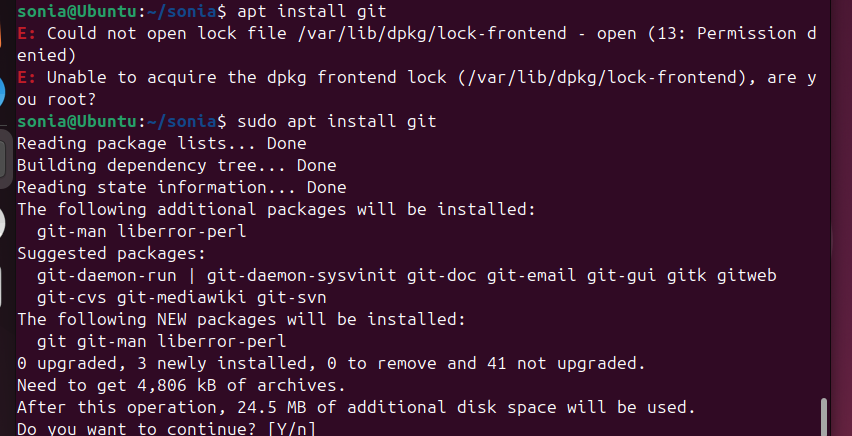 sonia@Ubuntu:~/sonia$ apt install git
E: Could not open lock file /var/lib/dpkg/lock-frontend - open (13: Permission d
enied)
E: Unable to acquire the dpkg frontend lock (/var/lib/dpkg/lock-frontend), are y
ou root?
sonia@Ubuntu:~/sonia$ sudo apt install git
Reading package lists... Done
Building dependency tree... Done
Reading state information... Done
The following additional packages will be installed:
  git-man liberror-perl
Suggested packages:
  git-daemon-run | git-daemon-sysvinit git-doc git-email git-gui gitk gitweb
  git-cvs git-mediawiki git-svn
The following NEW packages will be installed:
  git git-man liberror-perl
0 upgraded, 3 newly installed, 0 to remove and 41 not upgraded.
Need to get 4,806 kB of archives.
After this operation, 24.5 MB of additional disk space will be used.
Do you want to continue? [Y/n]